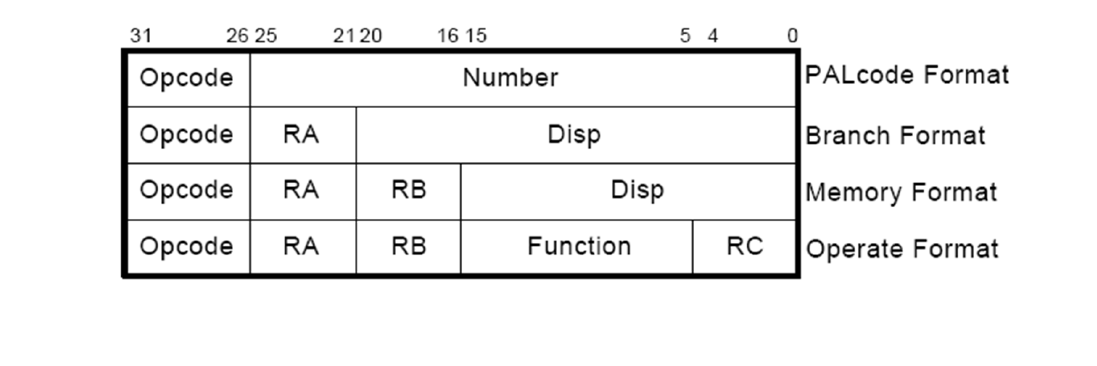 31 26 25 21 20 16 15 5 4 0
Opcode Number PALcode Format
Opcode RA Disp Branch Format
Opcode RA RB Disp Memory Format
Opcode RA RB Function RC Operate Format